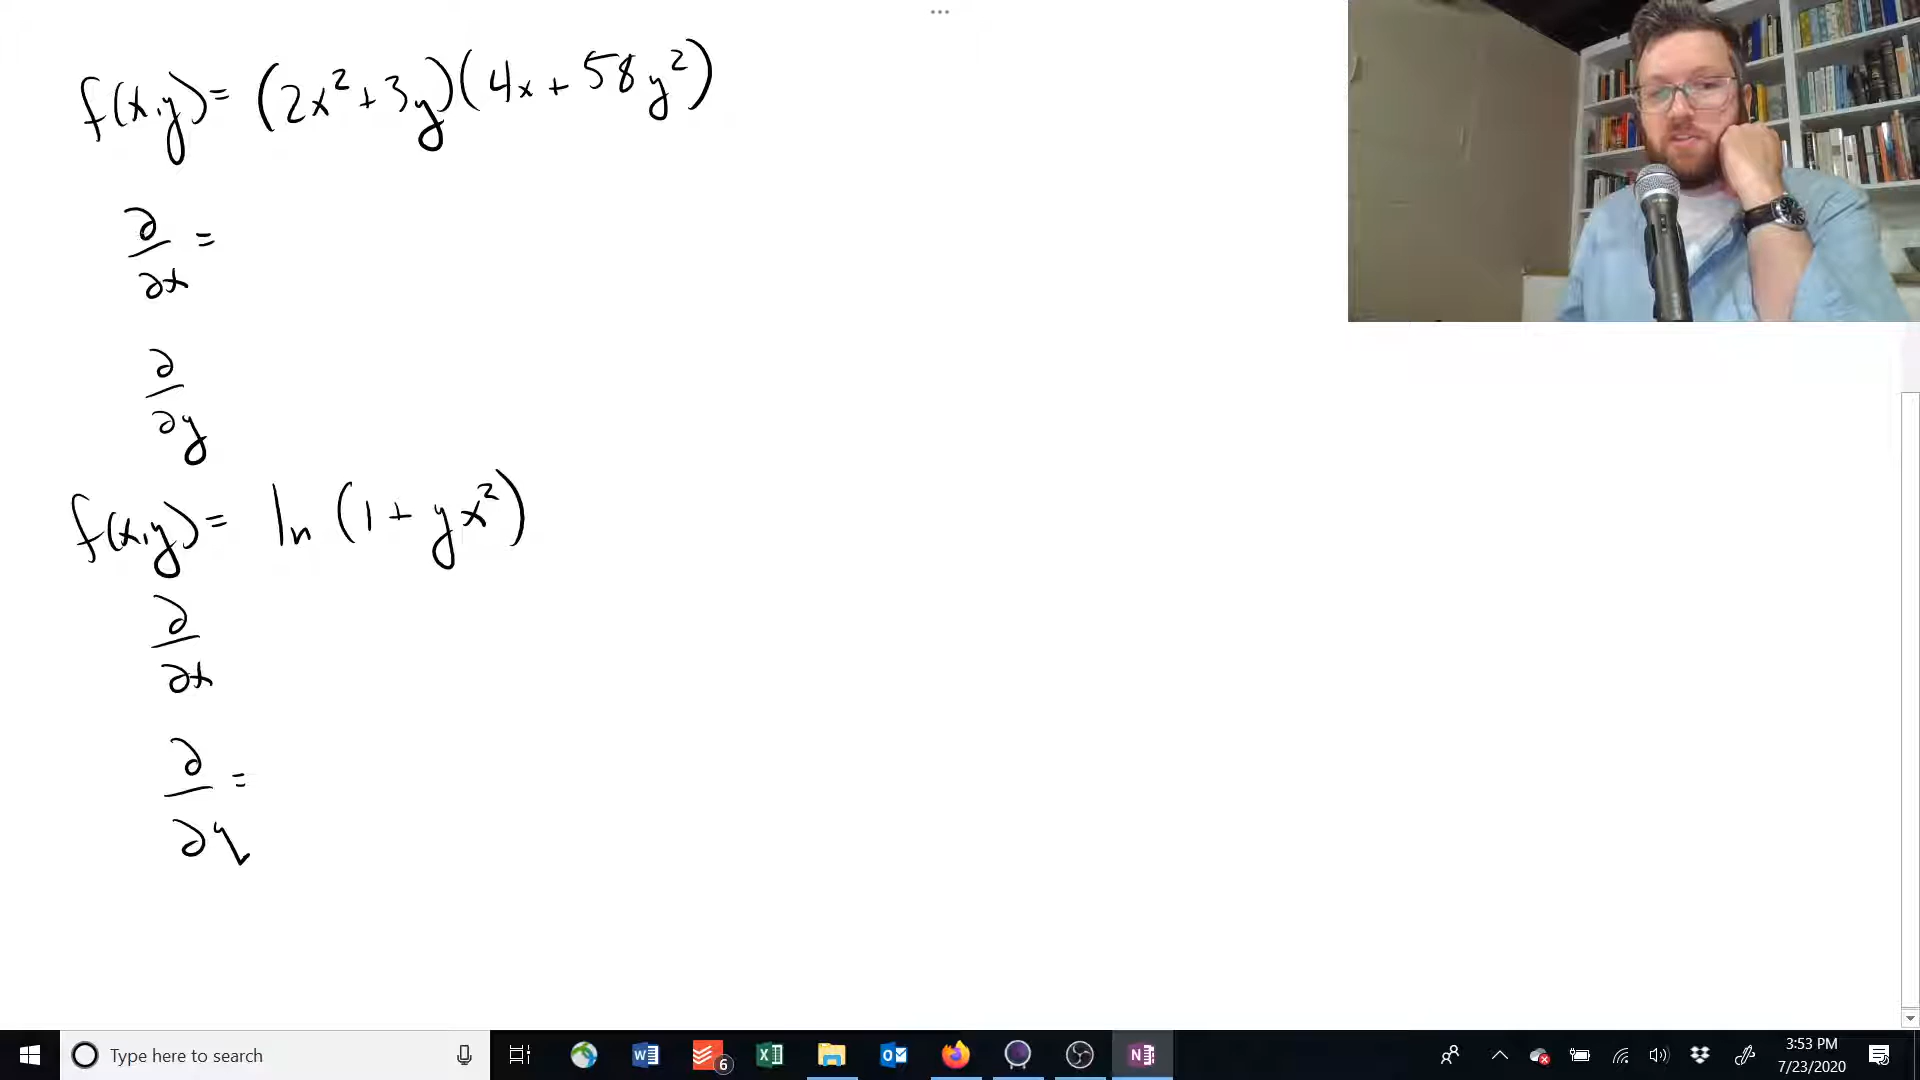 f(x,y) = (2x²+3y)(4x+58y²)
∂/∂x =
∂/∂y
f(x,y) = ln(1+yx²)
∂/∂x
∂/∂y =
Type here to search
6
3:53 PM
7/23/2020